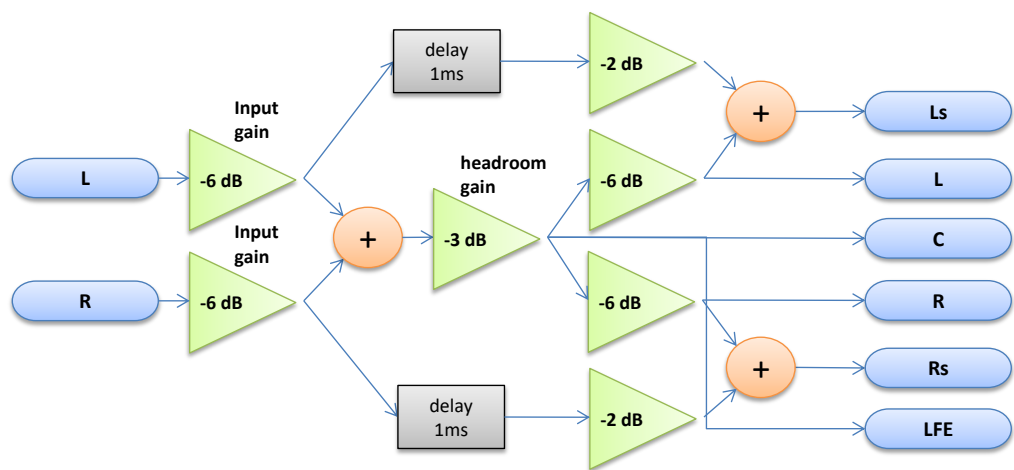 delay
1ms
-2 dB
+
Ls
Input
gain
L
-6 dB
headroom
gain
-6 dB
L
Input
gain
+
-3 dB
C
R
-6 dB
-6 dB
R
+
Rs
delay
1ms
-2 dB
LFE